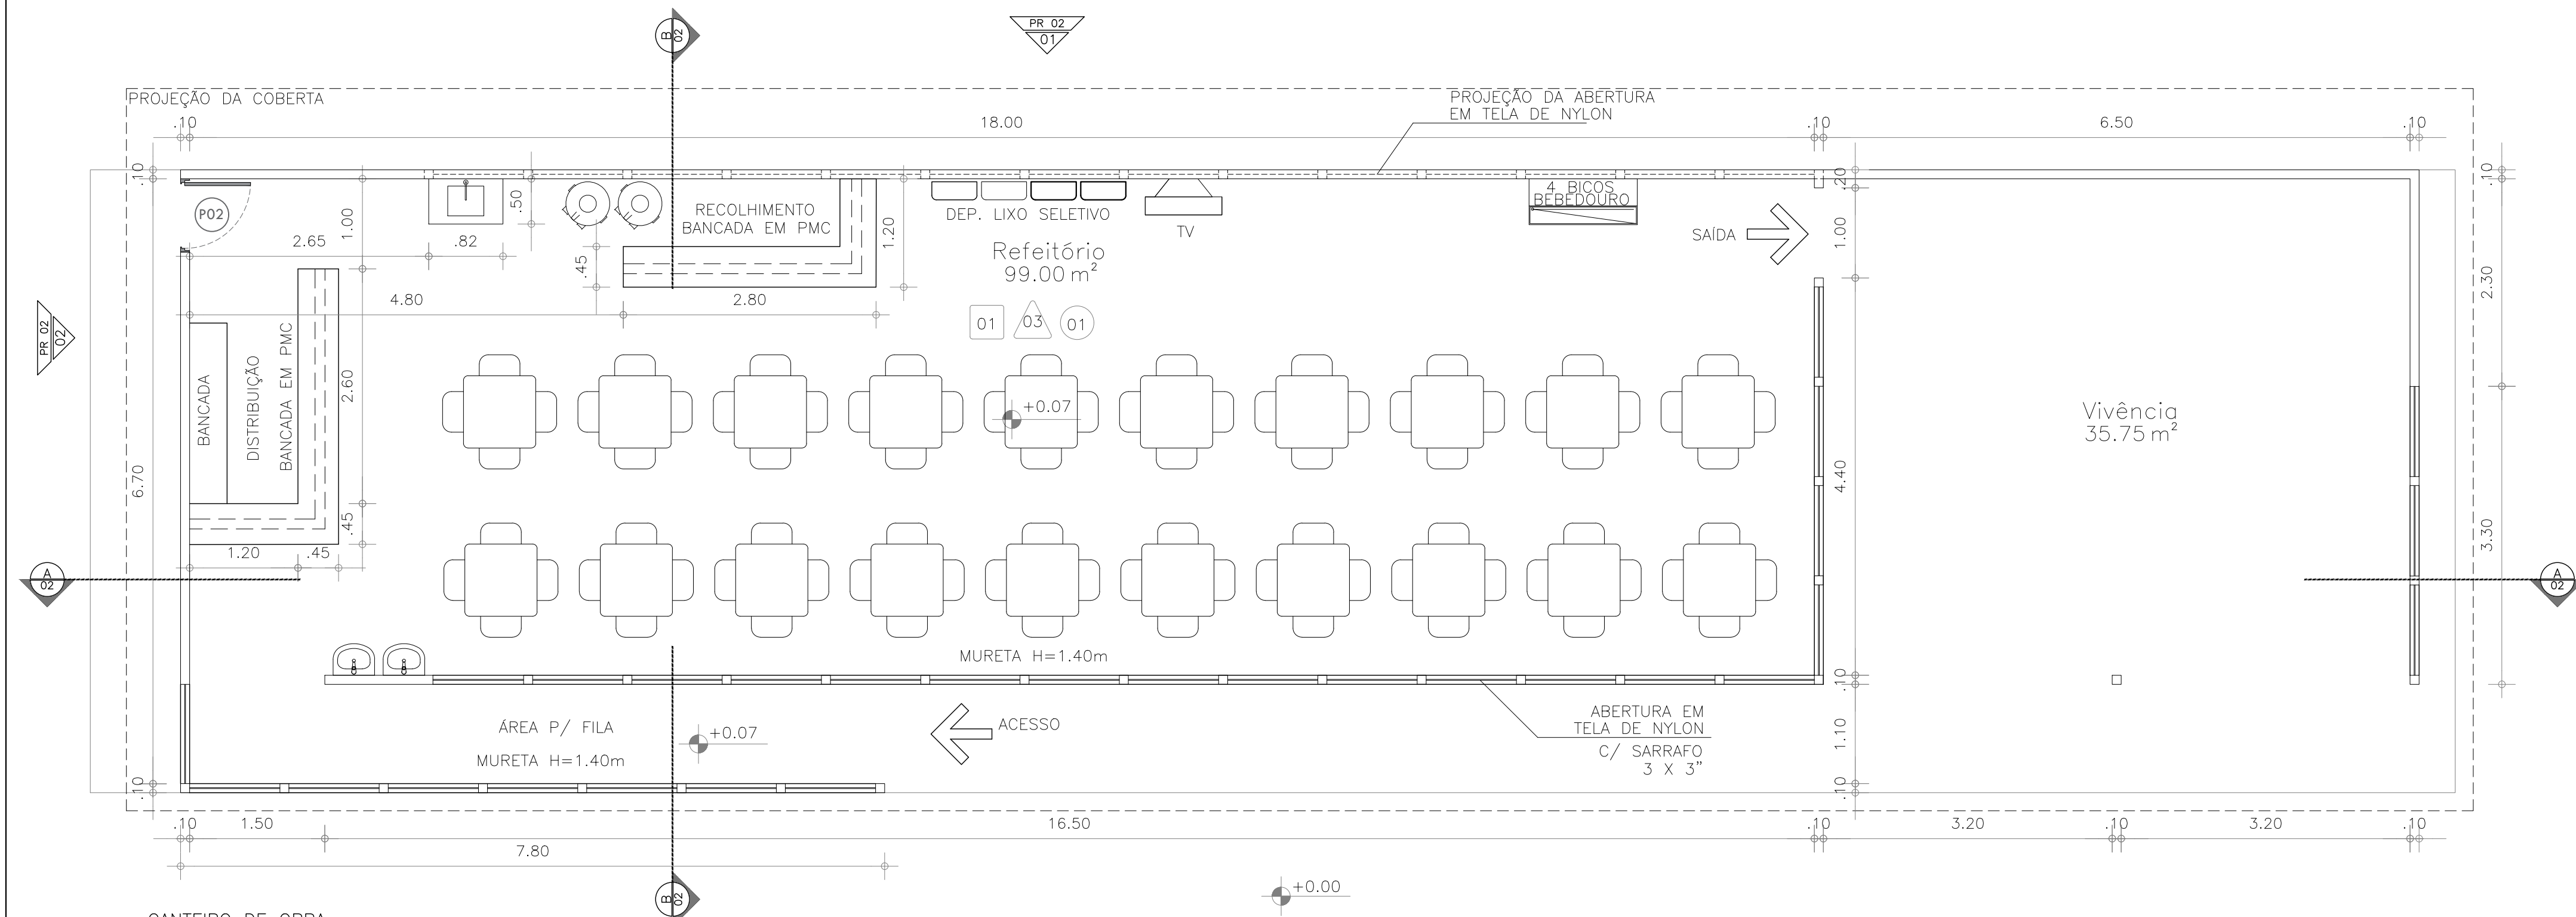 B
02
PR 02
01
PROJEÇÃO DA COBERTA
PROJEÇÃO DA ABERTURA
EM TELA DE NYLON
.10
18.00
.10
6.50
.10
.10
.20
.10
P02
2.65
1.00
.82
.50
RECOLHIMENTO
BANCADA EM PMC
.45
1.20
DEP. LIXO SELETIVO
TV
4 BICOS
BEBEDOURO
SAÍDA
1.00
2.30
Refeitório
99.00 m²
4.80
2.80
01
03
01
PR 02
02
BANCADA
DISTRIBUIÇÃO
BANCADA EM PMC
2.60
+0.07
Vivência
35.75 m²
6.70
4.40
3.30
.45
1.20
.45
A
02
A
02
MURETA H=1.40m
.10
ÁREA P/ FILA
+0.07
ACESSO
MURETA H=1.40m
ABERTURA EM
TELA DE NYLON
C/ SARRAFO
3 X 3"
1.10
.10
.10
.10
1.50
16.50
.10
3.20
.10
3.20
.10
7.80
B
02
+0.00
CANTEIRO DE OBRA